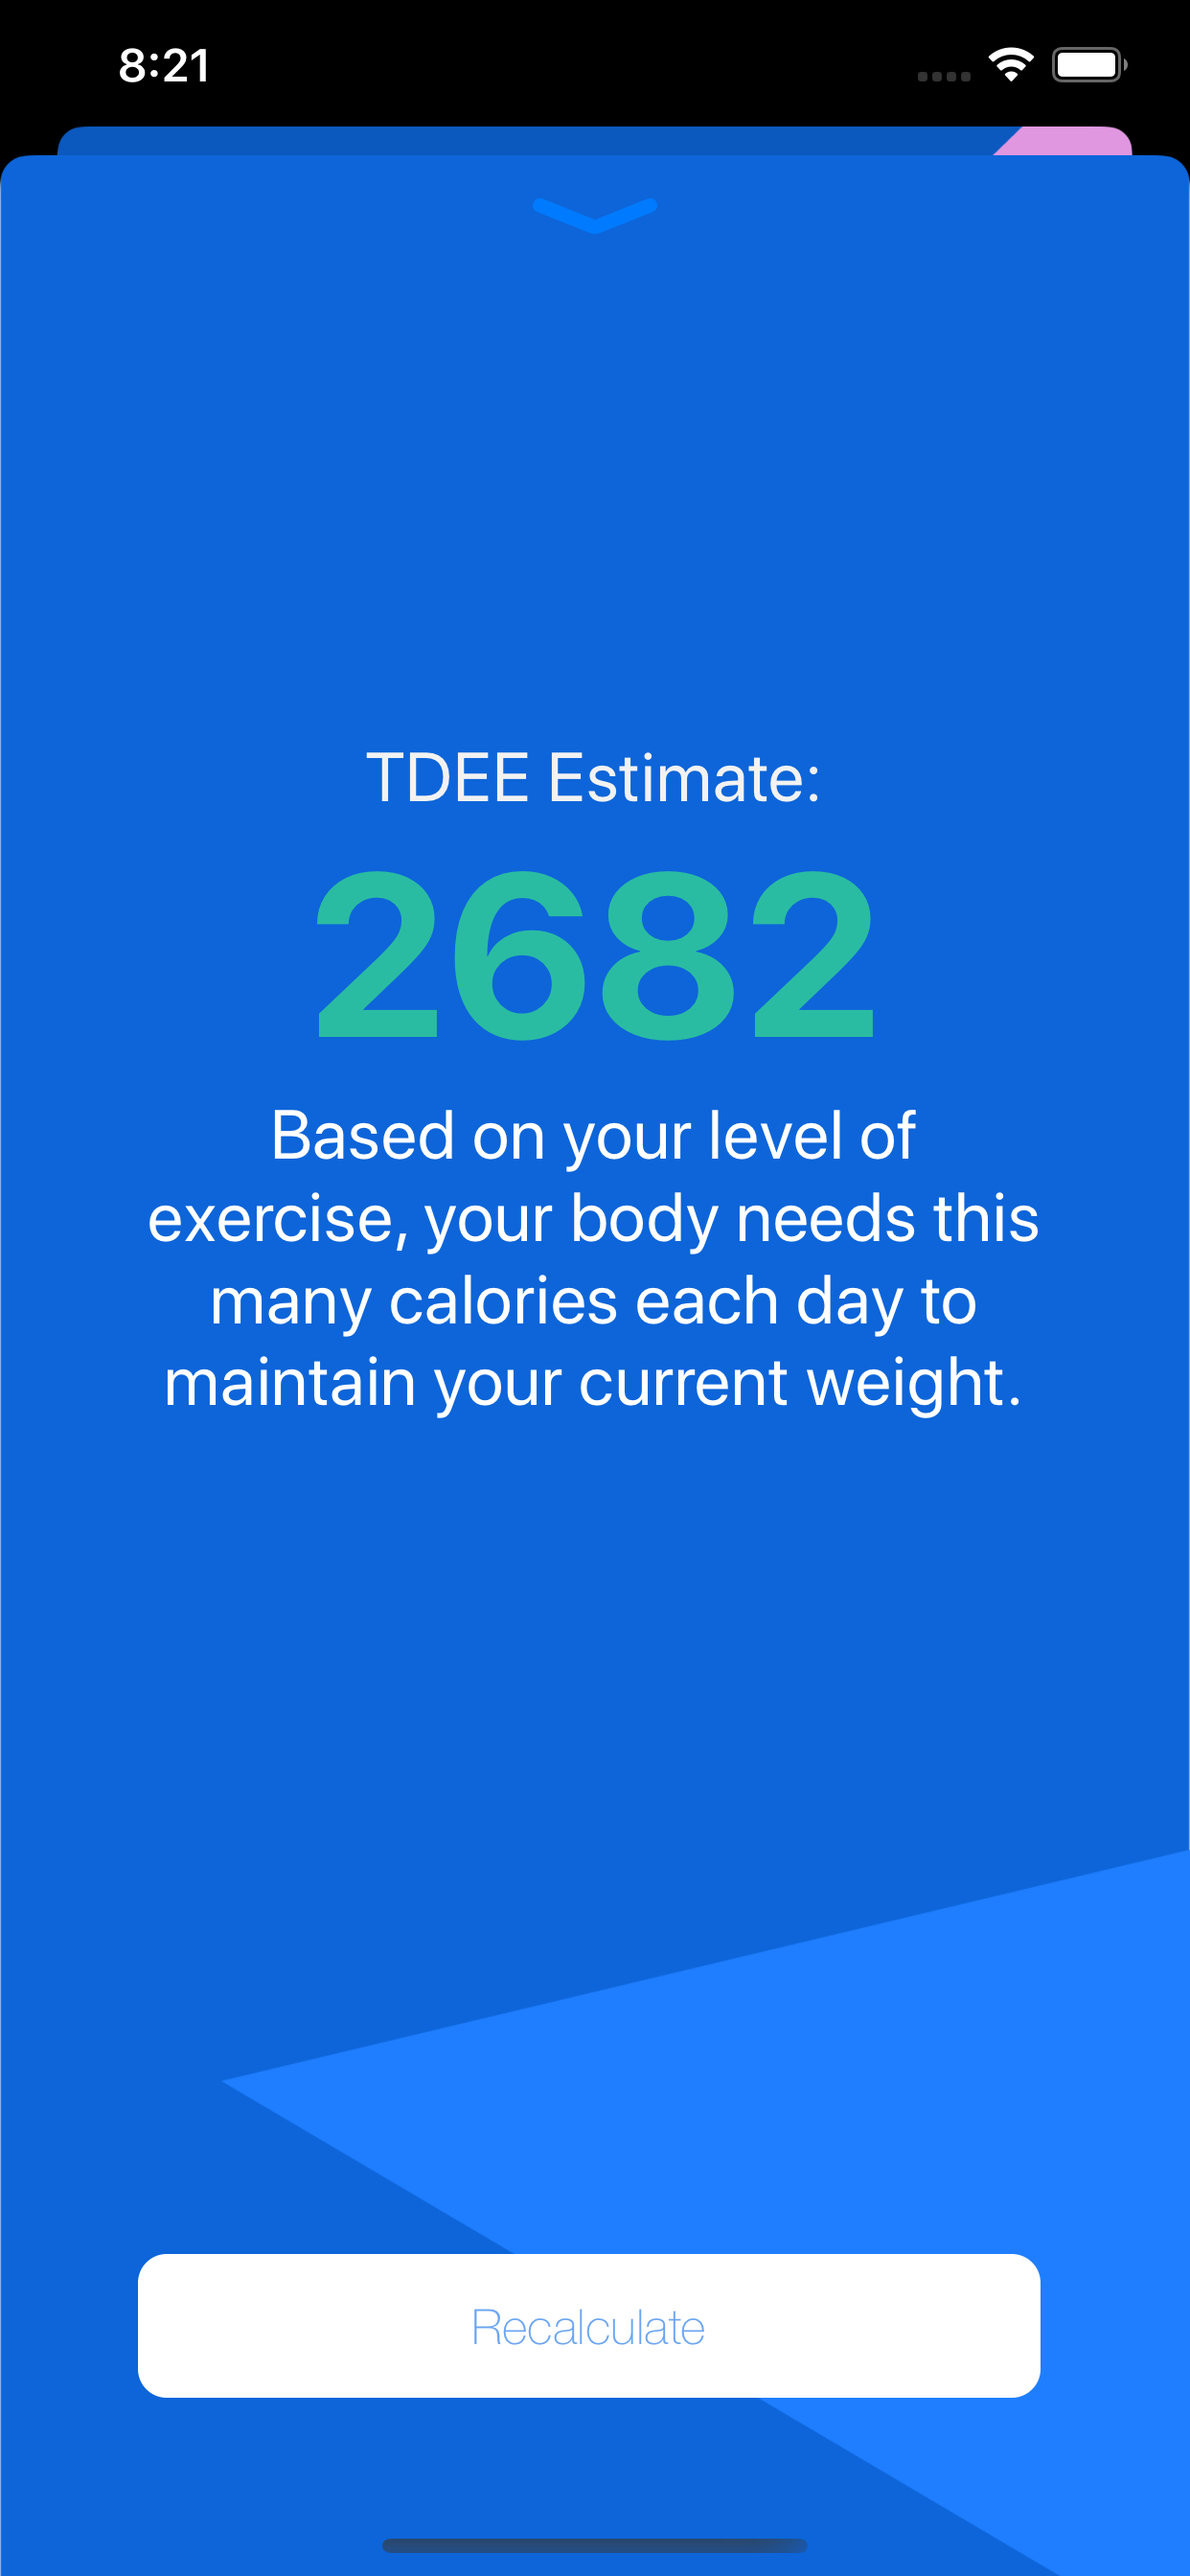 8:21
TDEE Estimate:
2682
Based on your level of
exercise, your body needs this
many calories each day to
maintain your current weight.
Recalculate